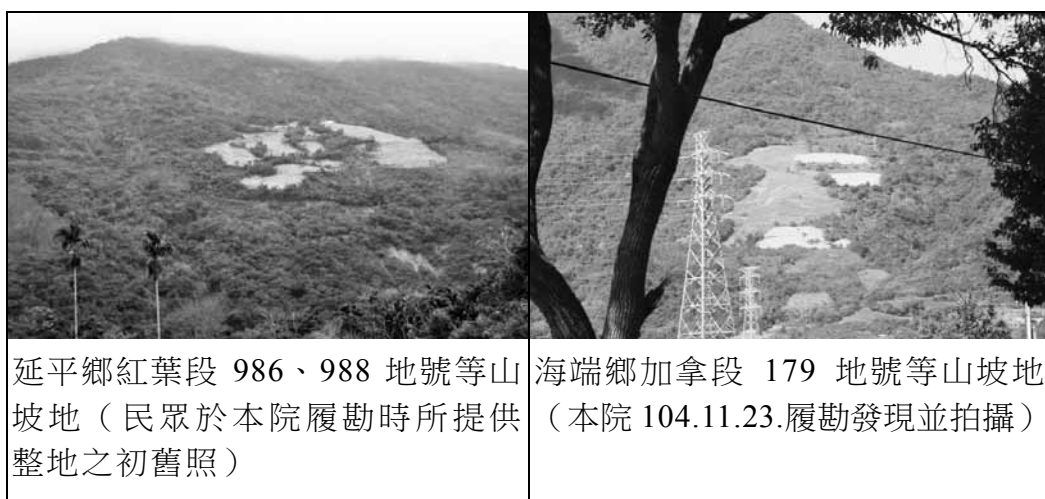 延平鄉紅葉段 986、988 地號等山
坡地（民眾於本院履勘時所提供
整地之初舊照）
海端鄉加拿段 179 地號等山坡地
（本院 104.11.23.履勘發現並拍攝）